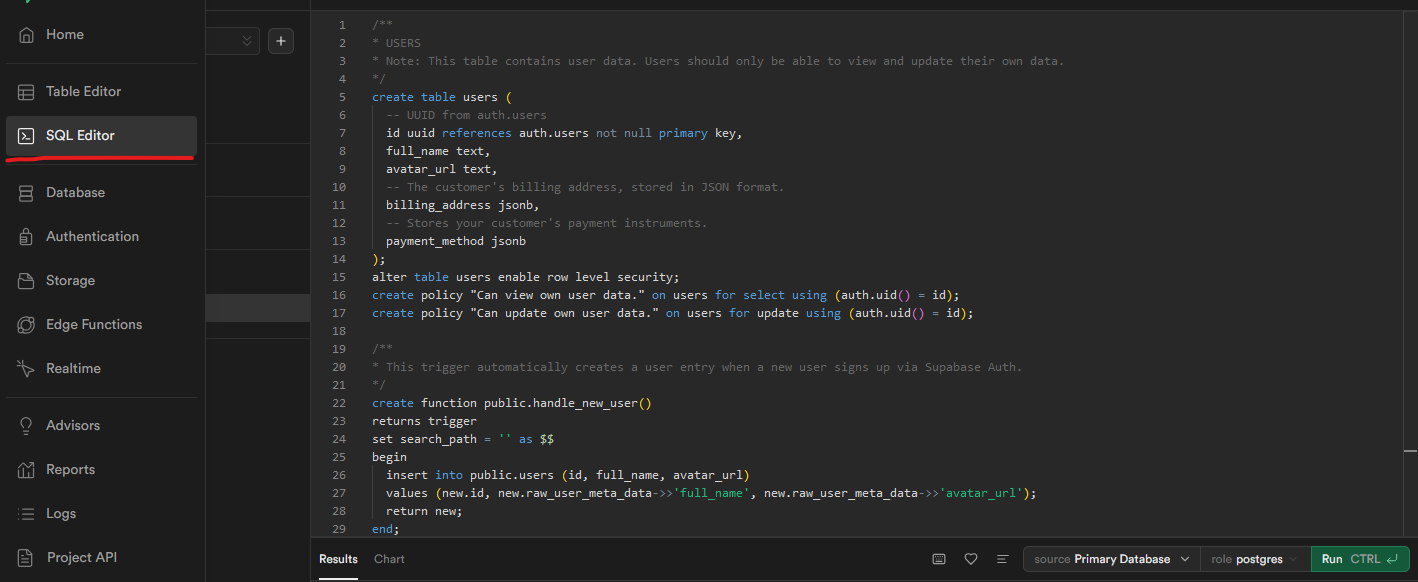 Home
Table Editor
SQL Editor
Database
Authentication
Storage
Edge Functions
Realtime
Advisors
Reports
Logs
Project API
+
1 /**
2 * USERS
3 * Note: This table contains user data. Users should only be able to view and update their own data.
4 */
5 create table users (
6 -- UUID from auth.users
7 id uuid references auth.users not null primary key,
8 full_name text,
9 avatar_url text,
10 -- The customer's billing address, stored in JSON format.
11 billing_address jsonb,
12 -- Stores your customer's payment instruments.
13 payment_method jsonb
14 );
15 alter table users enable row level security;
16 create policy "Can view own user data." on users for select using (auth.uid() = id);
17 create policy "Can update own user data." on users for update using (auth.uid() = id);
18
19 /**
20 * This trigger automatically creates a user entry when a new user signs up via Supabase Auth.
21 */
22 create function public.handle_new_user()
23 returns trigger
24 set search_path = '' as $$
25 begin
26 insert into public.users (id, full_name, avatar_url)
27 values (new.id, new.raw_user_meta_data->>'full_name', new.raw_user_meta_data->>'avatar_url');
28 return new;
29 end;
Results Chart source Primary Database role postgres Run CTRL